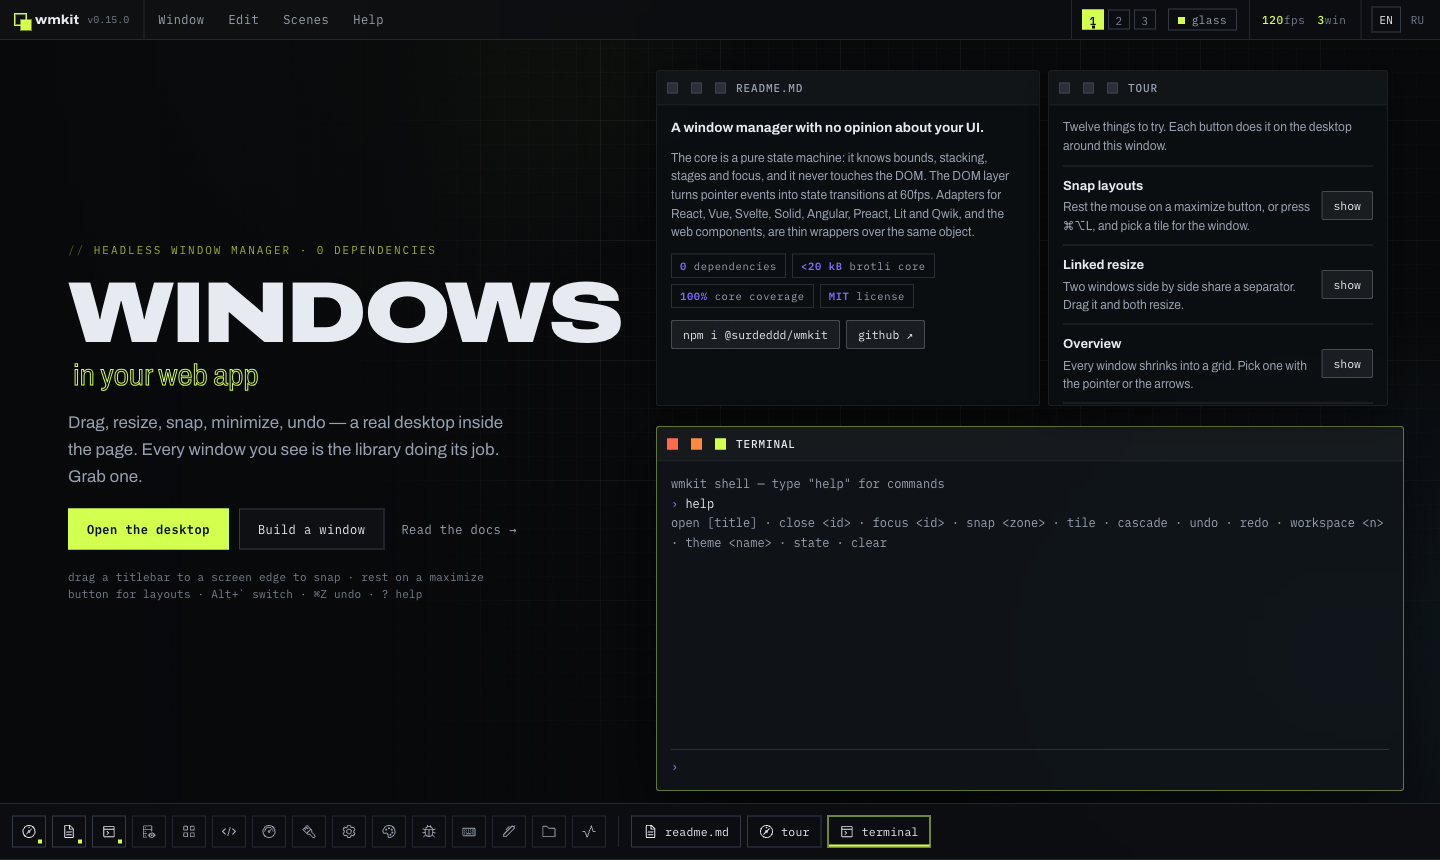 wmkit v0.15.0 Window Edit Scenes Help 1 2 3 glass 120fps 3win EN RU
// HEADLESS WINDOW MANAGER · 0 DEPENDENCIES
WINDOWS
in your web app
Drag, resize, snap, minimize, undo — a real desktop inside
the page. Every window you see is the library doing its job.
Grab one.
Open the desktop Build a window Read the docs →
drag a titlebar to a screen edge to snap · rest on a maximize
button for layouts · Alt+` switch · ⌘Z undo · ? help
README.MD
A window manager with no opinion about your UI.
The core is a pure state machine: it knows bounds, stacking,
stages and focus, and it never touches the DOM. The DOM layer
turns pointer events into state transitions at 60fps. Adapters for
React, Vue, Svelte, Solid, Angular, Preact, Lit and Qwik, and the
web components, are thin wrappers over the same object.
0 dependencies <20 kB brotli core
100% core coverage MIT license
npm i @surdeddd/wmkit github ↗
TOUR
Twelve things to try. Each button does it on the desktop
around this window.
Snap layouts
Rest the mouse on a maximize button, or press
⌘⌥L, and pick a tile for the window.
show
Linked resize
Two windows side by side share a separator.
Drag it and both resize.
show
Overview
Every window shrinks into a grid. Pick one with
the pointer or the arrows.
show
TERMINAL
wmkit shell — type "help" for commands
› help
open [title] · close <id> · focus <id> · snap <zone> · tile · cascade · undo · redo · workspace <n>
· theme <name> · state · clear
›
readme.md tour terminal